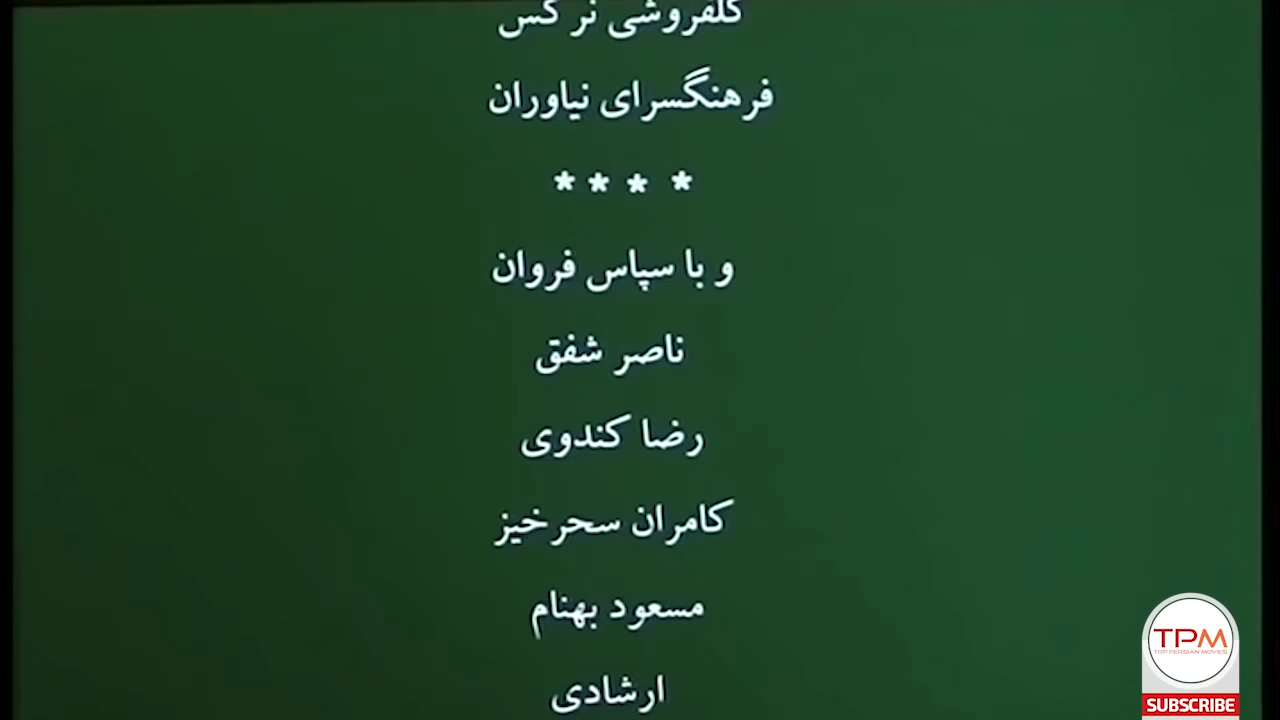 گلفروشی نرگس
فرهنگسرای نیاوران
* * * *
و با سپاس فروان
ناصر شفق
رضا کندوی
کامران سحرخیز
مسعود بهنام
ارشادی
TPM
TOP PERSIAN MOVIES
SUBSCRIBE